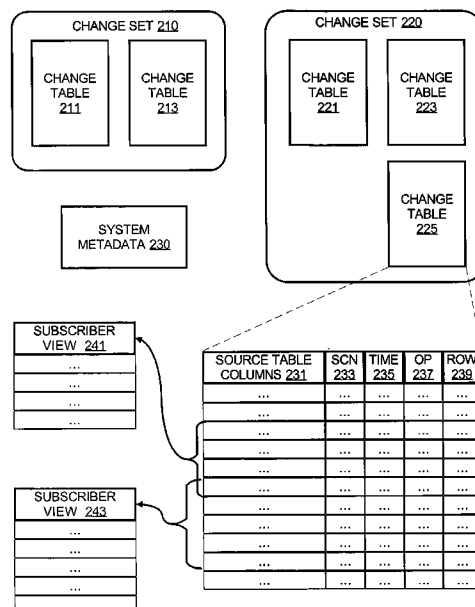 CHANGE SET 210
CHANGE TABLE 211
CHANGE TABLE 213
CHANGE SET 220
CHANGE TABLE 221
CHANGE TABLE 223
CHANGE TABLE 225
SYSTEM METADATA 230
SUBSCRIBER VIEW 241
...
...
...
...
SUBSCRIBER VIEW 243
...
...
...
...
SOURCE TABLE COLUMNS 231 SCN 233 TIME 235 OP 237 ROW 239
... ... ... ... ...
... ... ... ... ...
... ... ... ... ...
... ... ... ... ...
... ... ... ... ...
... ... ... ... ...
... ... ... ... ...
... ... ... ... ...
... ... ... ... ...
... ... ... ... ...
... ... ... ... ...